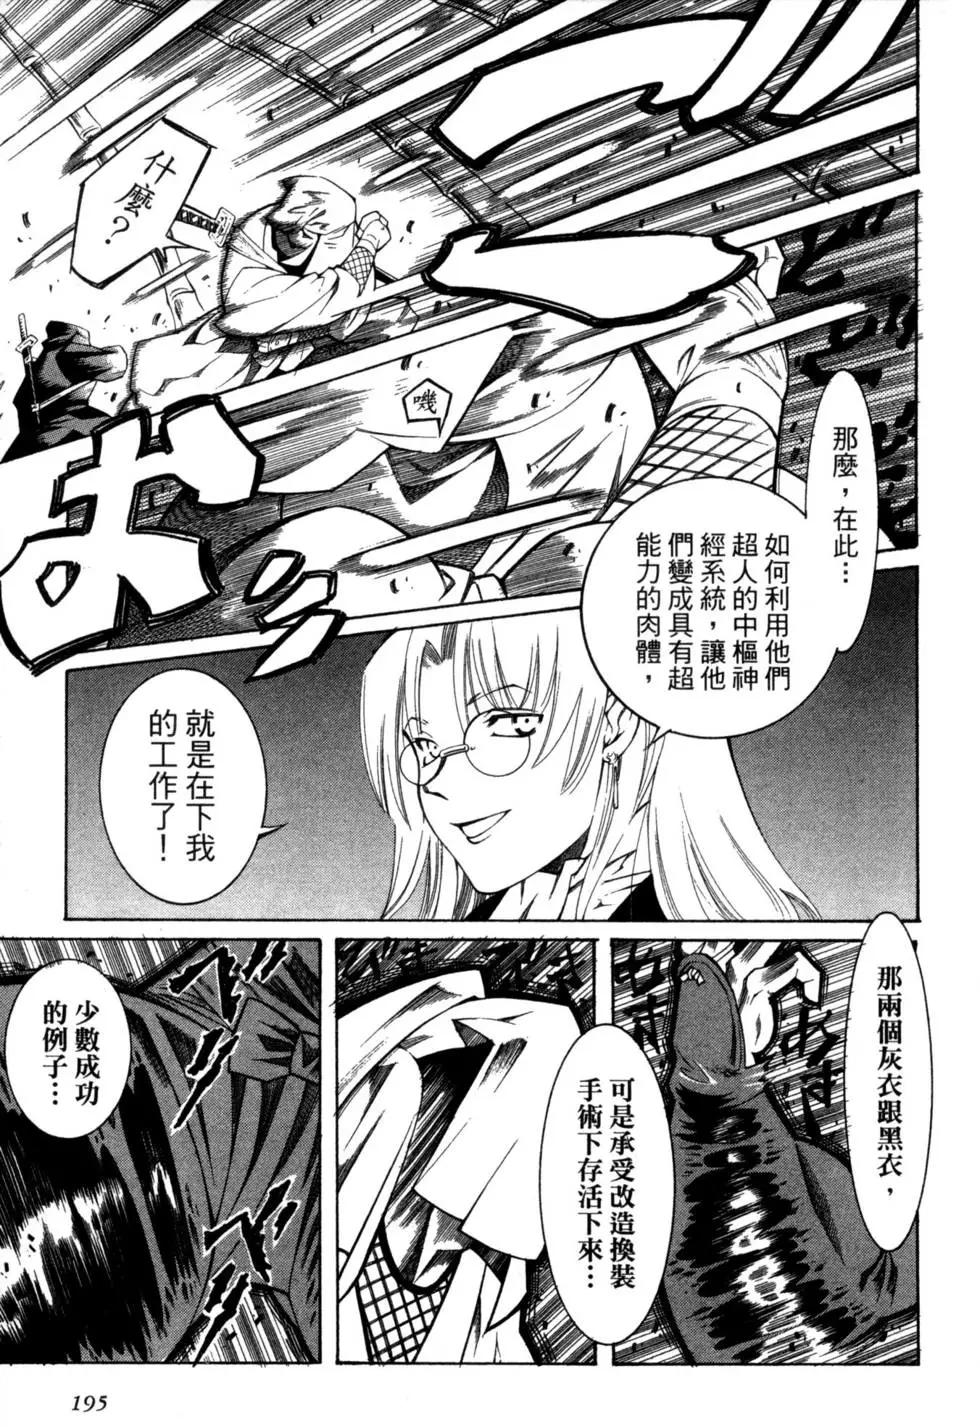 什
麼？
嘰
那麼，在此…
如何利用他們
超人的中樞神
經系統，讓他
們變成具有超
能力的肉體，
就是在下我
的工作了！
那兩個灰衣跟黑衣，
可是承受改造換裝
手術下存活下來…
少數成功
的例子…
195